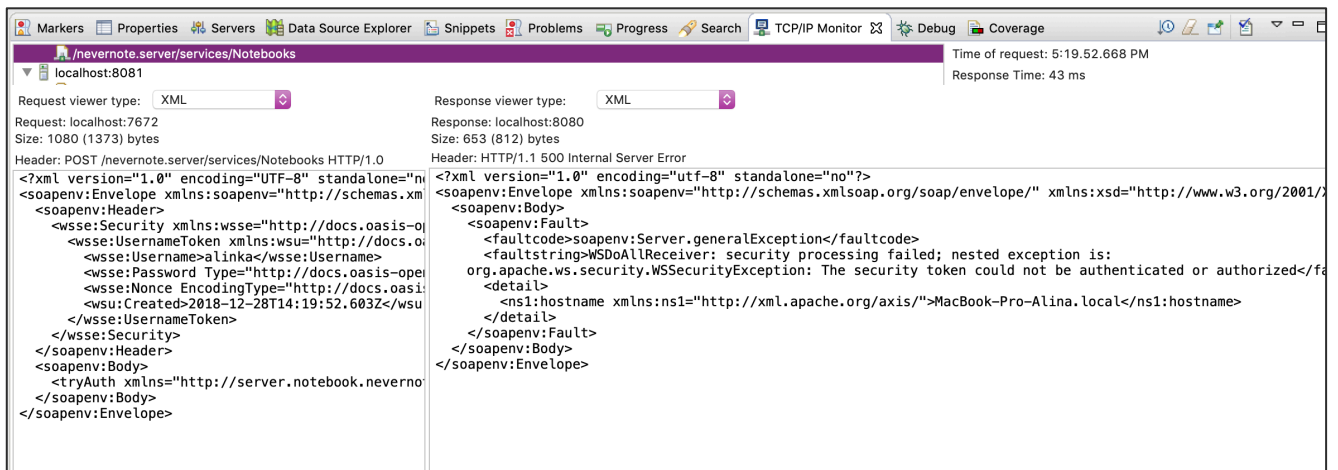 Markers Properties Servers Data Source Explorer Snippets Problems Progress Search TCP/IP Monitor Debug Coverage
/nevernote.server/services/Notebooks
localhost:8081
Time of request: 5:19.52.668 PM
Response Time: 43 ms
Request viewer type: XML
Request: localhost:7672
Size: 1080 (1373) bytes
Header: POST /nevernote.server/services/Notebooks HTTP/1.0
<?xml version="1.0" encoding="UTF-8" standalone="n
<soapenv:Envelope xmlns:soapenv="http://schemas.xm
<soapenv:Header>
<wsse:Security xmlns:wsse="http://docs.oasis-o
<wsse:UsernameToken xmlns:wsu="http://docs.o
<wsse:Username>alinka</wsse:Username>
<wsse:Password Type="http://docs.oasis-ope
<wsse:Nonce EncodingType="http://docs.oasis
<wsu:Created>2018-12-28T14:19:52.603Z</wsu
</wsse:UsernameToken>
</wsse:Security>
</soapenv:Header>
<soapenv:Body>
<tryAuth xmlns="http://server.notebook.neverno
</soapenv:Body>
</soapenv:Envelope>
Response viewer type: XML
Response: localhost:8080
Size: 653 (812) bytes
Header: HTTP/1.1 500 Internal Server Error
<?xml version="1.0" encoding="utf-8" standalone="no"?>
<soapenv:Envelope xmlns:soapenv="http://schemas.xmlsoap.org/soap/envelope/" xmlns:xsd="http://www.w3.org/2001/
<soapenv:Body>
<soapenv:Fault>
<faultcode>soapenv:Server.generalException</faultcode>
<faultstring>WSDoAllReceiver: security processing failed; nested exception is:
org.apache.ws.security.WSSecurityException: The security token could not be authenticated or authorized</fa
<detail>
<ns1:hostname xmlns:ns1="http://xml.apache.org/axis/">MacBook-Pro-Alina.local</ns1:hostname>
</detail>
</soapenv:Fault>
</soapenv:Body>
</soapenv:Envelope>